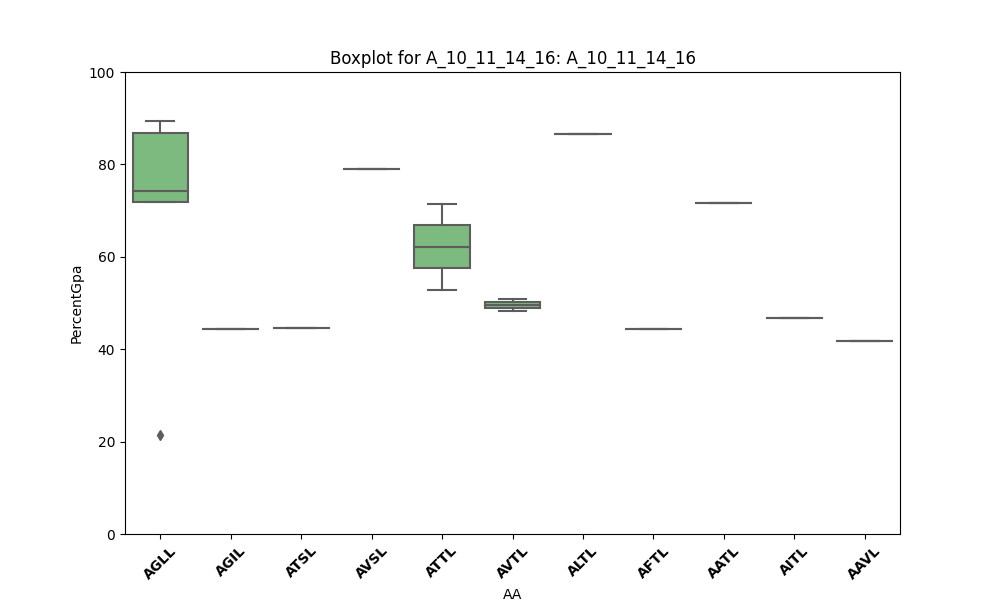 Boxplot for A_10_11_14_16: A_10_11_14_16
PercentGpa
100
80
60
40
20
0
AGLL AGIL ATSL AVSL ATTL AVTL ALTL AFTL AATL AITL AAVL
AA